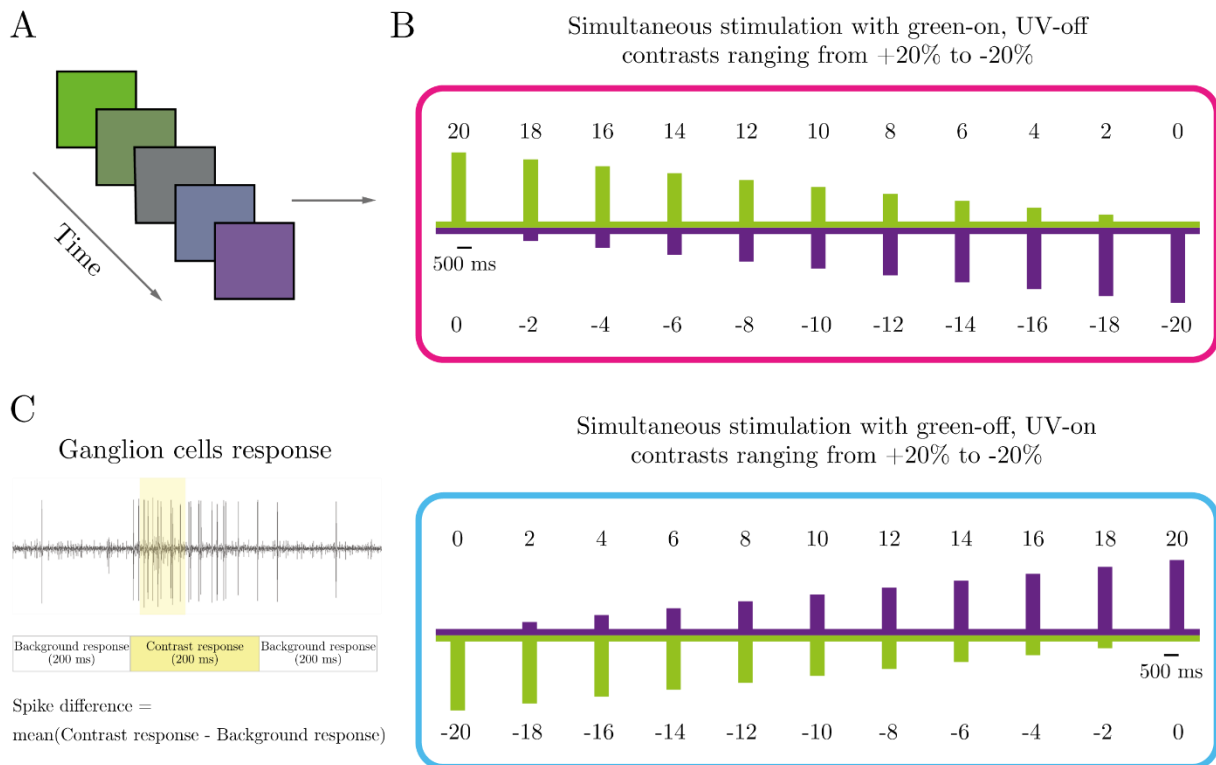 A
Time
B
Simultaneous stimulation with green-on, UV-off
contrasts ranging from +20% to -20%
20 18 16 14 12 10 8 6 4 2 0
500 ms
0 -2 -4 -6 -8 -10 -12 -14 -16 -18 -20
C
Ganglion cells response
Background response Contrast response Background response
(200 ms) (200 ms) (200 ms)
Spike difference =
mean(Contrast response - Background response)
Simultaneous stimulation with green-off, UV-on
contrasts ranging from +20% to -20%
0 2 4 6 8 10 12 14 16 18 20
500 ms
-20 -18 -16 -14 -12 -10 -8 -6 -4 -2 0